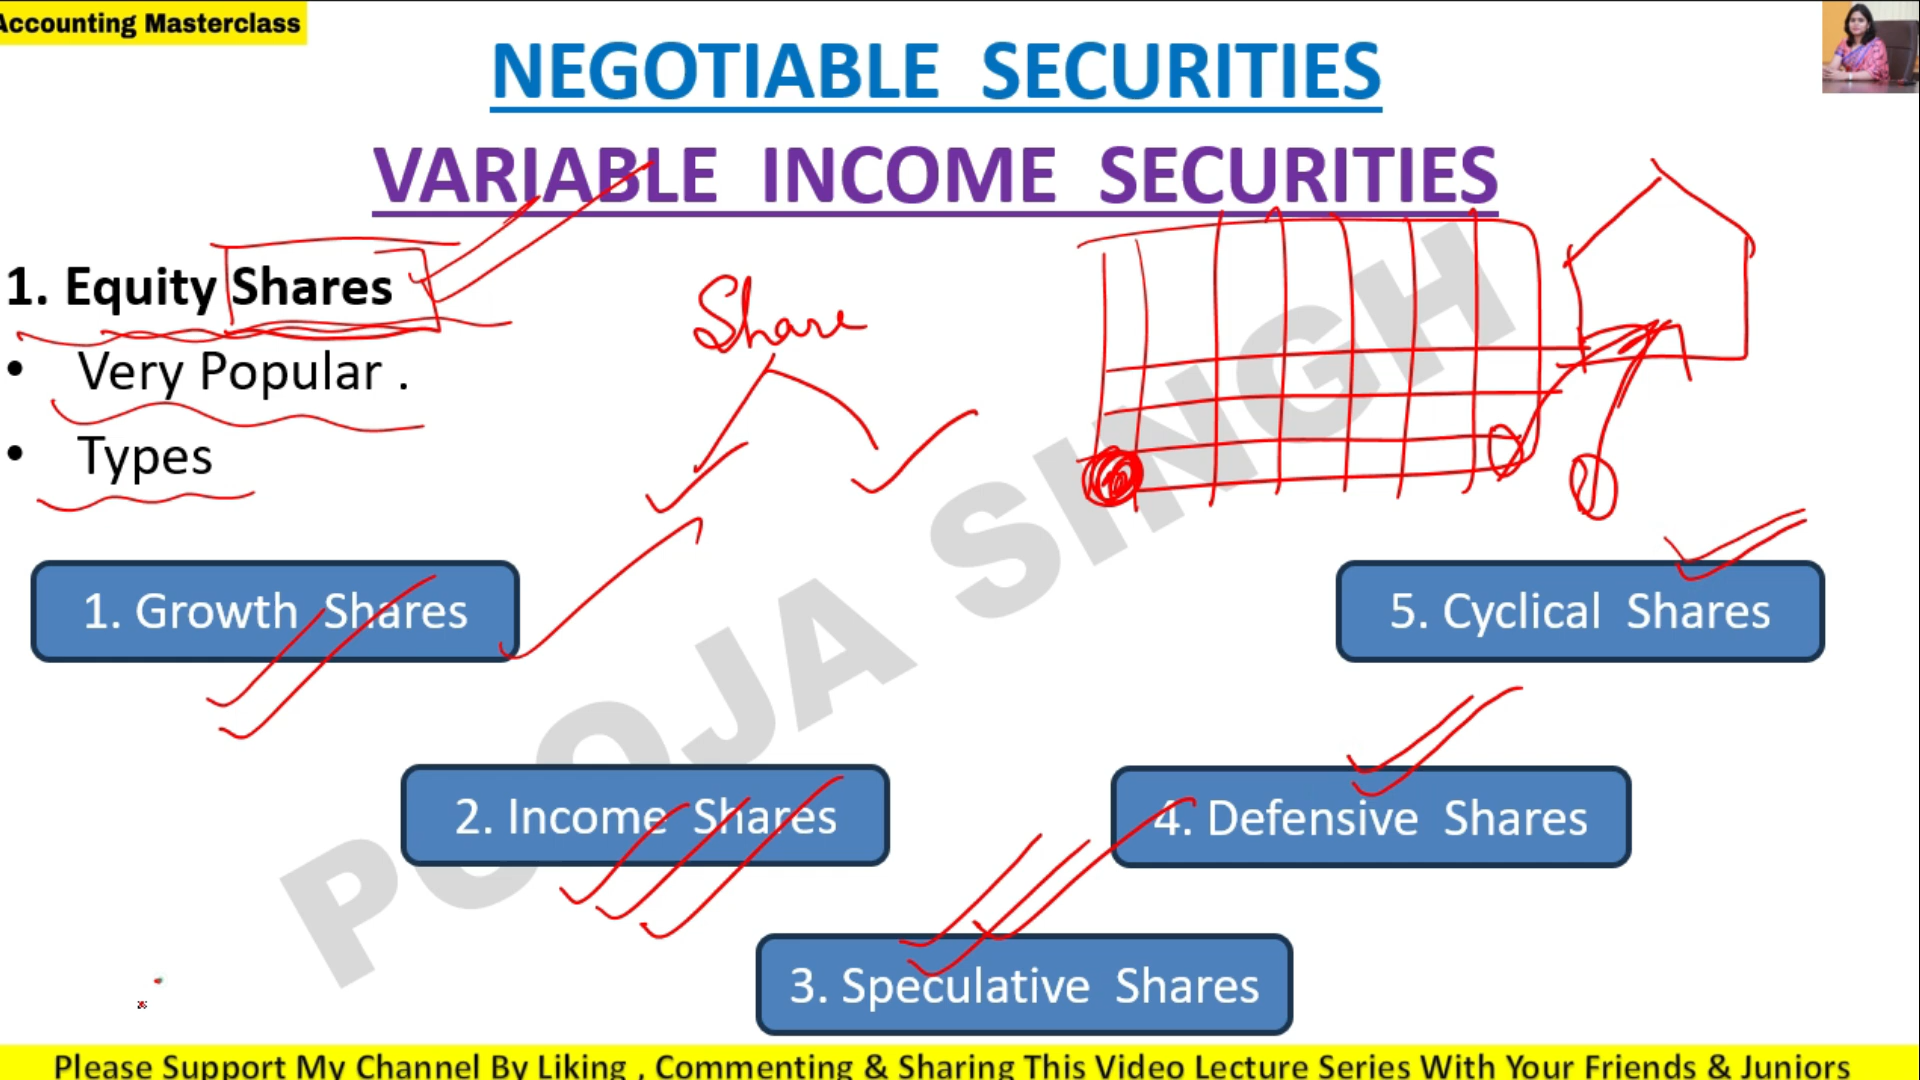 Accounting Masterclass
NEGOTIABLE SECURITIES
VARIABLE INCOME SECURITIES
1. Equity Shares
• Very Popular .
• Types
Share
1. Growth Shares
5. Cyclical Shares
2. Income Shares
4. Defensive Shares
3. Speculative Shares
POOJA SINGH
Please Support My Channel By Liking , Commenting & Sharing This Video Lecture Series With Your Friends & Juniors